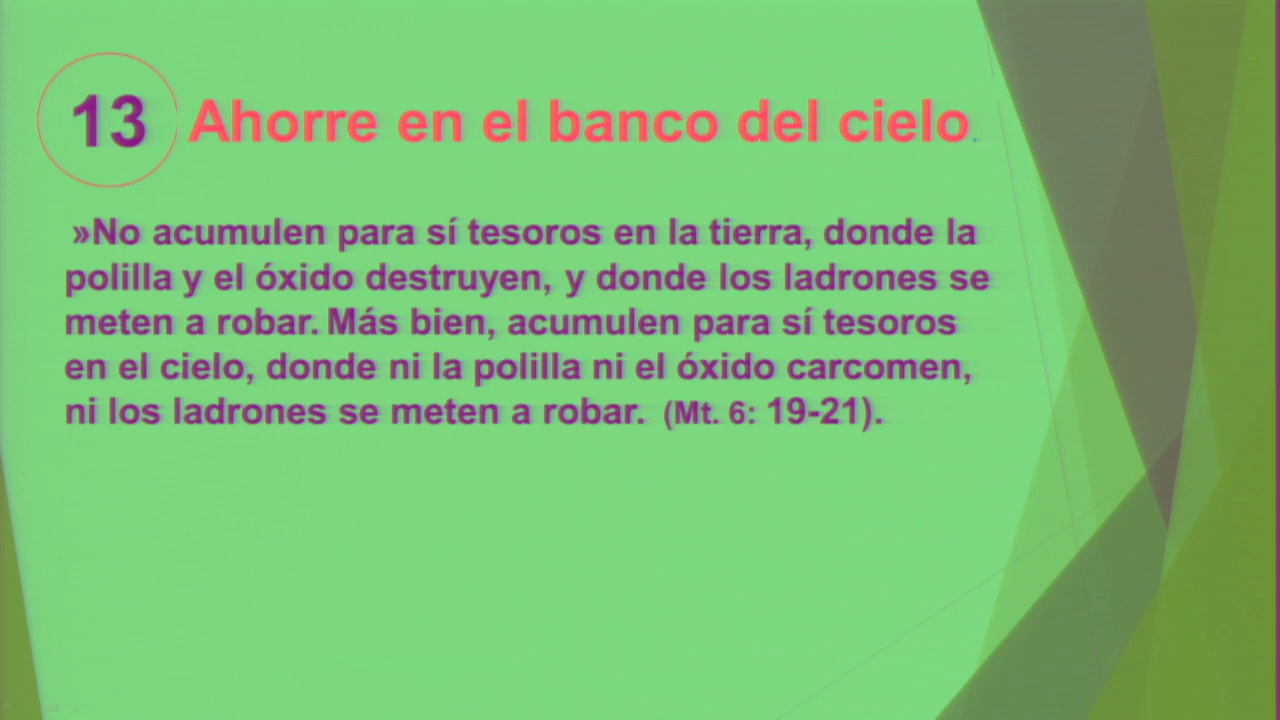 13 Ahorre en el banco del cielo.
»No acumulen para sí tesoros en la tierra, donde la
polilla y el óxido destruyen, y donde los ladrones se
meten a robar. Más bien, acumulen para sí tesoros
en el cielo, donde ni la polilla ni el óxido carcomen,
ni los ladrones se meten a robar. (Mt. 6: 19-21).